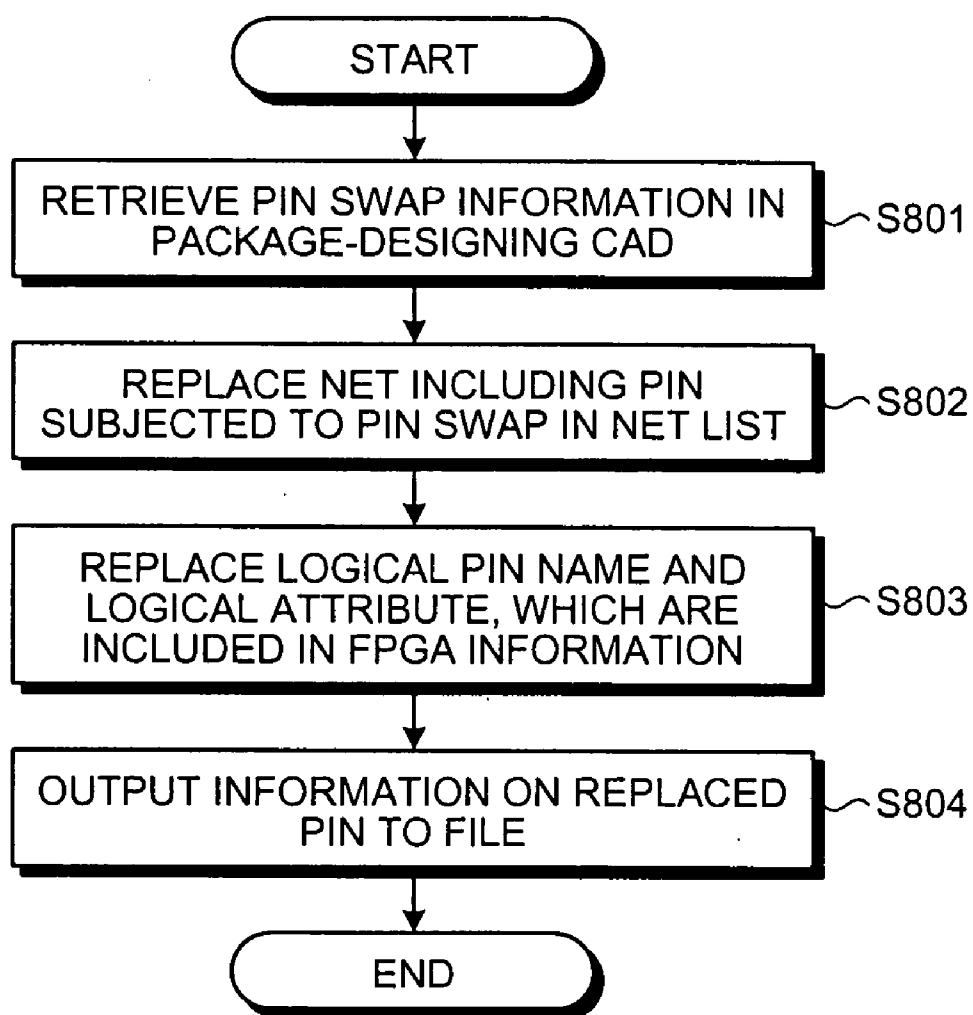 START
RETRIEVE PIN SWAP INFORMATION IN
PACKAGE-DESIGNING CAD
S801
REPLACE NET INCLUDING PIN
SUBJECTED TO PIN SWAP IN NET LIST
S802
REPLACE LOGICAL PIN NAME AND
LOGICAL ATTRIBUTE, WHICH ARE
INCLUDED IN FPGA INFORMATION
S803
OUTPUT INFORMATION ON REPLACED
PIN TO FILE
S804
END